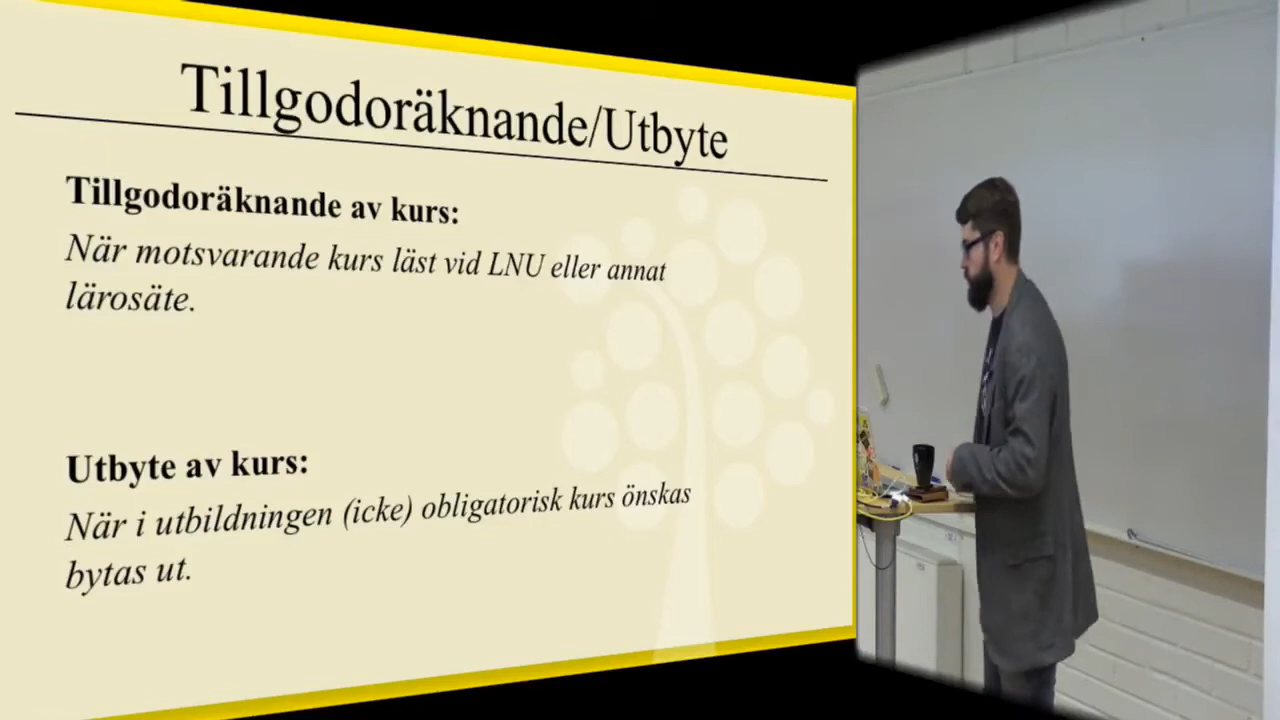 Tillgodoräknande/Utbyte
Tillgodoräknande av kurs:
När motsvarande kurs läst vid LNU eller annat
lärosäte.
Utbyte av kurs:
När i utbildningen (icke) obligatorisk kurs önskas
bytas ut.